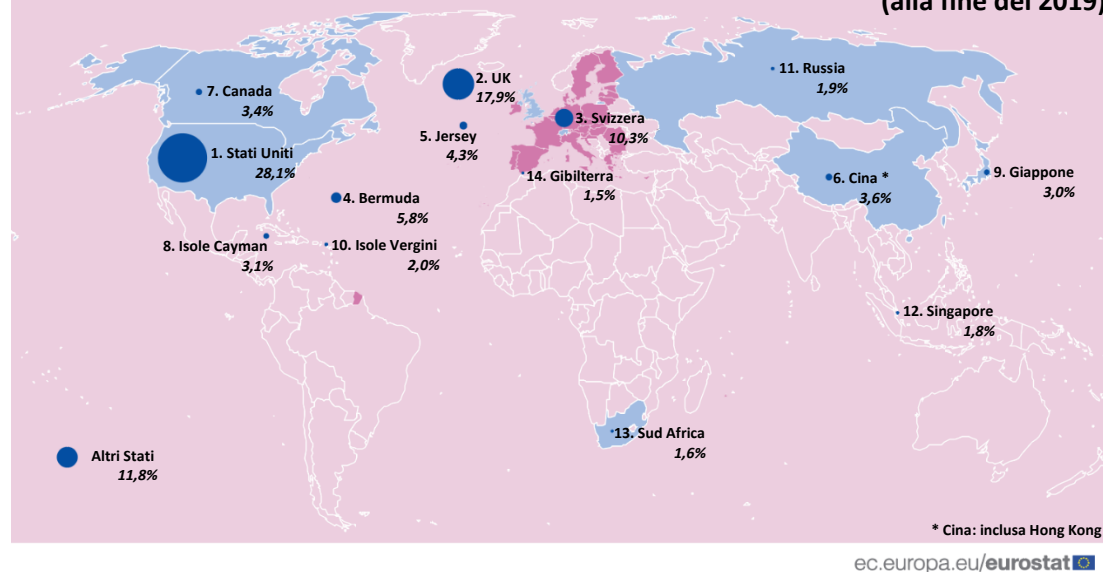 (alla fine del 2019)
11. Russia
1,9%
2. UK
17,9%
7. Canada
3,4%
3. Svizzera
10,3%
5. Jersey
4,3%
1. Stati Uniti
28,1%
14. Gibilterra
1,5%
6. Cina *
3,6%
9. Giappone
3,0%
4. Bermuda
5,8%
8. Isole Cayman
3,1%
10. Isole Vergini
2,0%
12. Singapore
1,8%
13. Sud Africa
1,6%
Altri Stati
11,8%
* Cina: inclusa Hong Kong
ec.europa.eu/eurostat